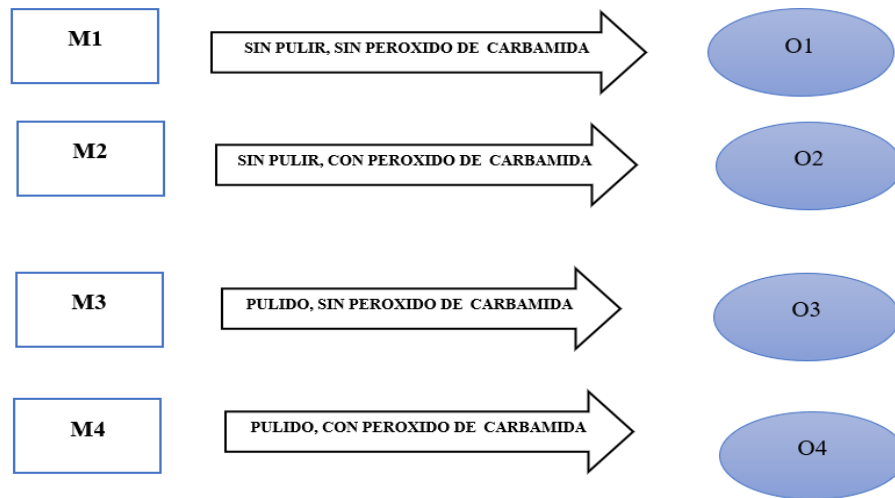 M1
SIN PULIR, SIN PEROXIDO DE CARBAMIDA
O1
M2
SIN PULIR, CON PEROXIDO DE CARBAMIDA
O2
M3
PULIDO, SIN PEROXIDO DE CARBAMIDA
O3
M4
PULIDO, CON PEROXIDO DE CARBAMIDA
O4